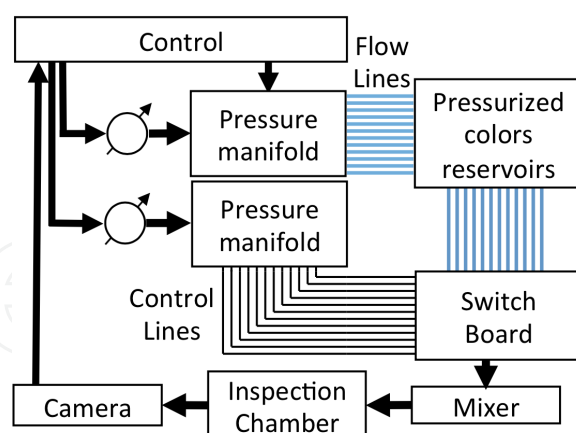 Control
Flow
Lines
Pressure
manifold
Pressurized
colors
reservoirs
Pressure
manifold
Control
Lines
Switch
Board
Camera
Inspection
Chamber
Mixer